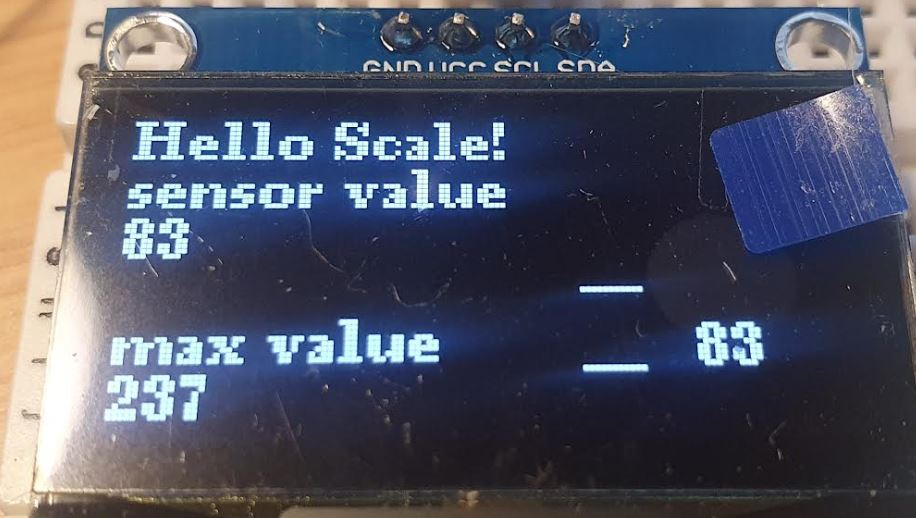 GND VCC SCL SDA
Hello Scale!
sensor value
83
max value
83
237